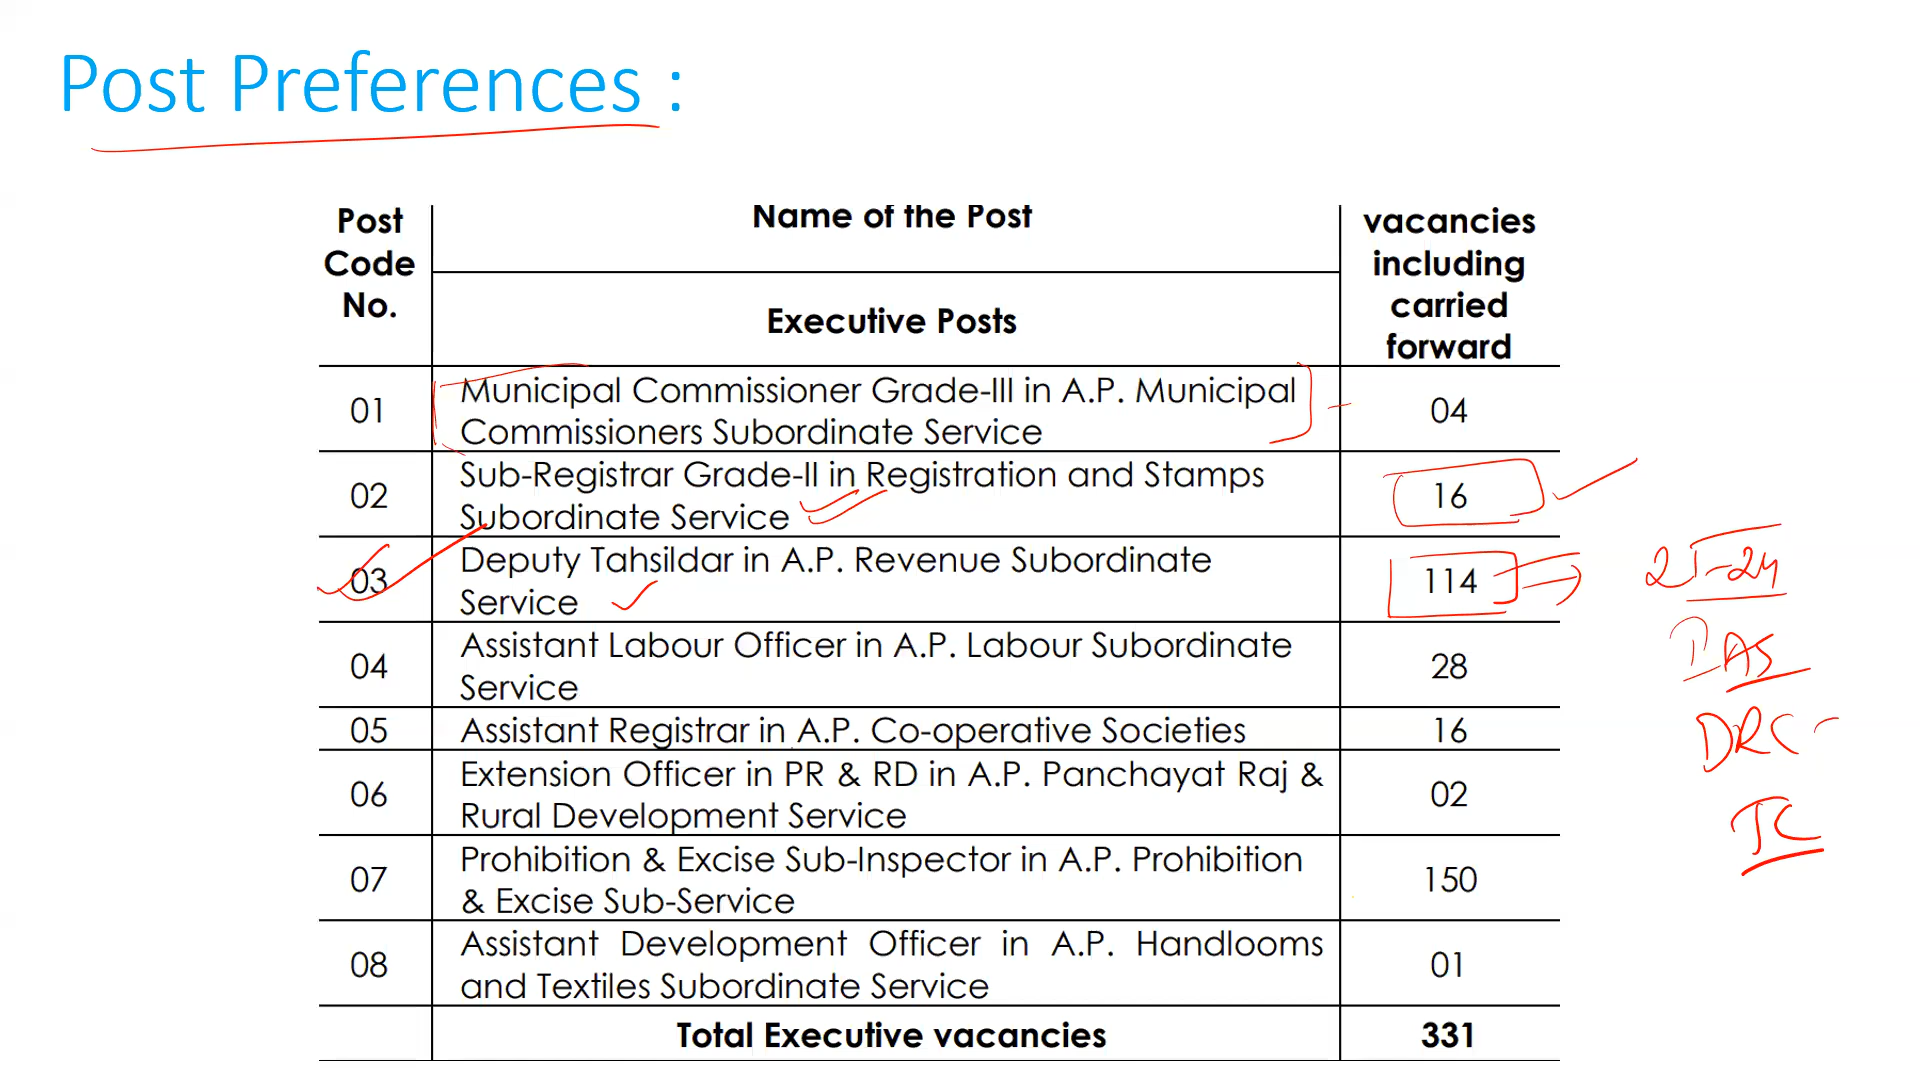 Post Preferences :
Post Code No.
Name of the Post
vacancies including carried forward
Executive Posts
01
Municipal Commissioner Grade-III in A.P. Municipal
Commissioners Subordinate Service
04
02
Sub-Registrar Grade-II in Registration and Stamps
Subordinate Service
16
03
Deputy Tahsildar in A.P. Revenue Subordinate
Service
114
21-24
IAS
DRC
TC
04
Assistant Labour Officer in A.P. Labour Subordinate
Service
28
05
Assistant Registrar in A.P. Co-operative Societies
16
06
Extension Officer in PR & RD in A.P. Panchayat Raj &
Rural Development Service
02
07
Prohibition & Excise Sub-Inspector in A.P. Prohibition
& Excise Sub-Service
150
08
Assistant Development Officer in A.P. Handlooms
and Textiles Subordinate Service
01
Total Executive vacancies
331